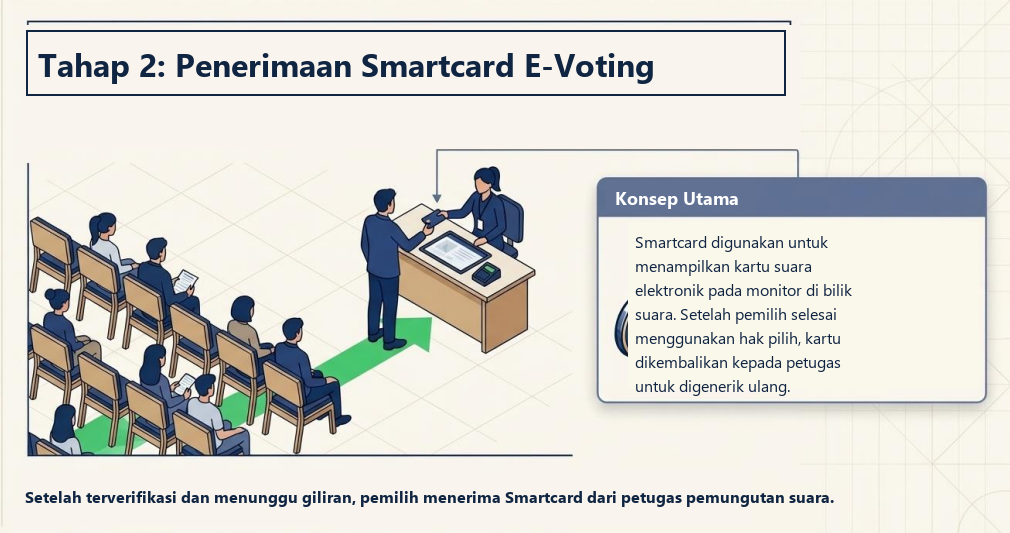 Tahap 2: Penerimaan Smartcard E-Voting
Konsep Utama
Smartcard digunakan untuk
menampilkan kartu suara
elektronik pada monitor di bilik
suara. Setelah pemilih selesai
menggunakan hak pilih, kartu
dikembalikan kepada petugas
untuk digenerik ulang.
Setelah terverifikasi dan menunggu giliran, pemilih menerima Smartcard dari petugas pemungutan suara.